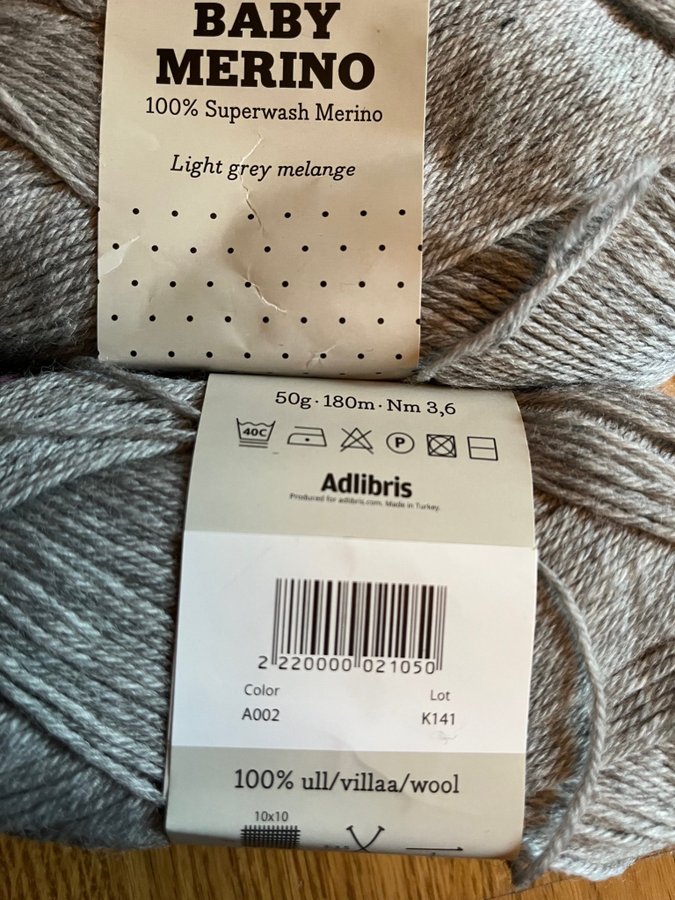 BABY
MERINO
100% Superwash Merino
Light grey melange
50g · 180m · Nm 3,6
40C P
Adlibris
Produced for adlibris.com. Made in Turkey.
2 220000 021050
Color Lot
A002 K141
100% ull/villaa/wool
10x10